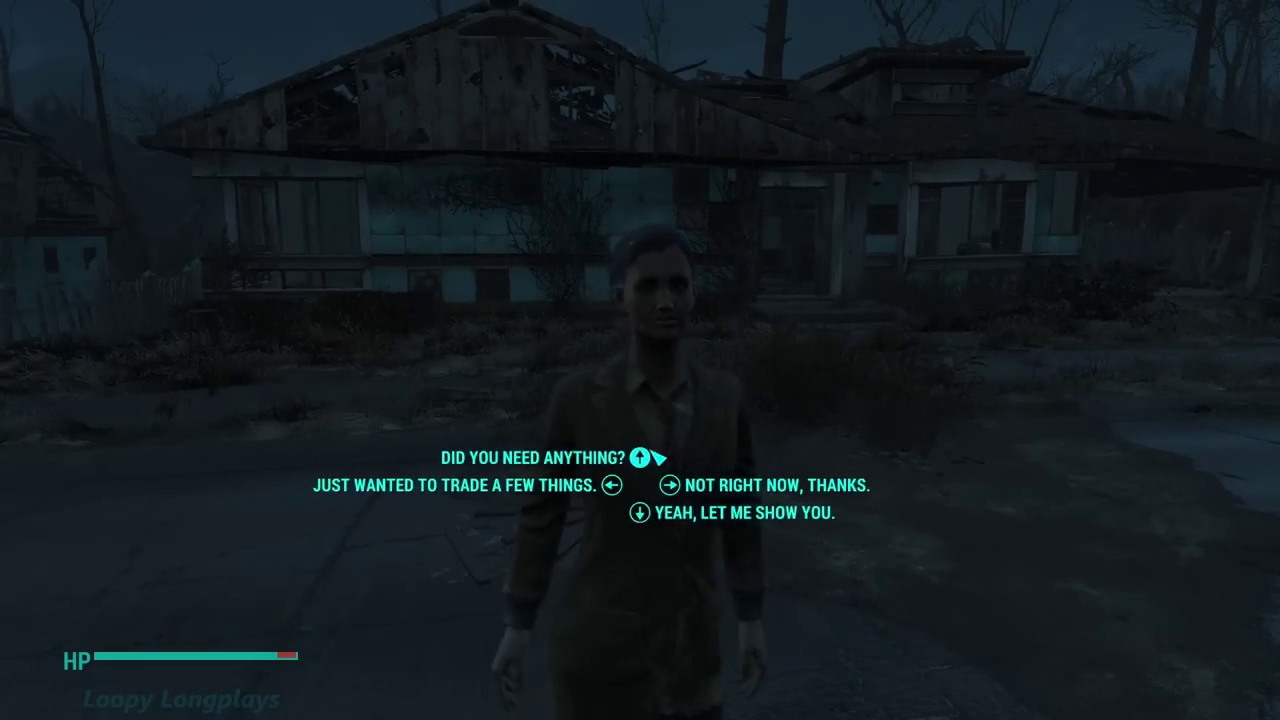 DID YOU NEED ANYTHING?
JUST WANTED TO TRADE A FEW THINGS.
NOT RIGHT NOW, THANKS.
YEAH, LET ME SHOW YOU.
HP
Loopy Longplays